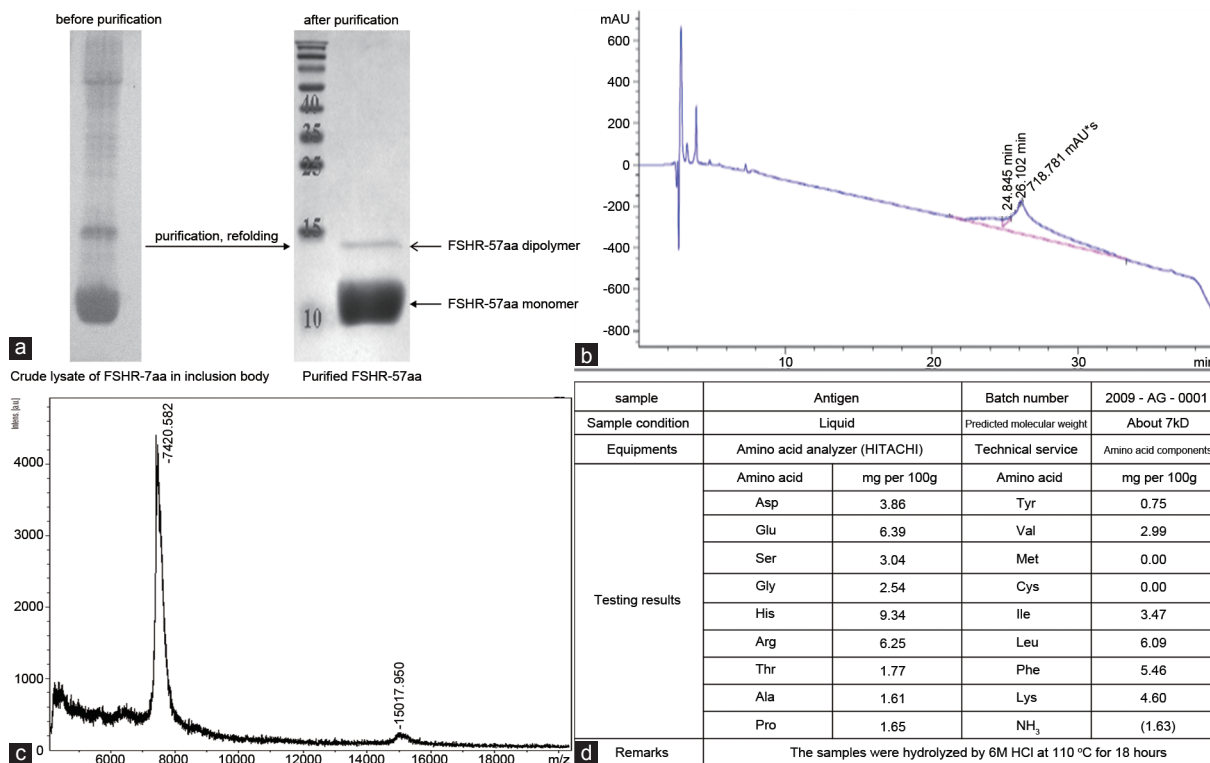 before purification
after purification
40
35
25
15
10
purification, refolding
FSHR-57aa dipolymer
FSHR-57aa monomer
a
Crude lysate of FSHR-7aa in inclusion body
Purified FSHR-57aa
mAU
600
400
200
0
-200
-400
-600
-800
10
20
30
min
24.845 min
26.102 min
718.781 mAU*s
b
Intens. [a.u.]
4000
3000
2000
1000
0
6000
8000
10000
12000
14000
16000
18000
m/z
-7420.582
-15017.950
c
sample Antigen Batch number 2009 - AG - 0001
Sample condition Liquid Predicted molecular weight About 7kD
Equipments Amino acid analyzer (HITACHI) Technical service Amino acid components
Testing results
Amino acid mg per 100g Amino acid mg per 100g
Asp 3.86 Tyr 0.75
Glu 6.39 Val 2.99
Ser 3.04 Met 0.00
Gly 2.54 Cys 0.00
His 9.34 Ile 3.47
Arg 6.25 Leu 6.09
Thr 1.77 Phe 5.46
Ala 1.61 Lys 4.60
Pro 1.65 NH3 (1.63)
Remarks The samples were hydrolyzed by 6M HCl at 110 ºC for 18 hours
d